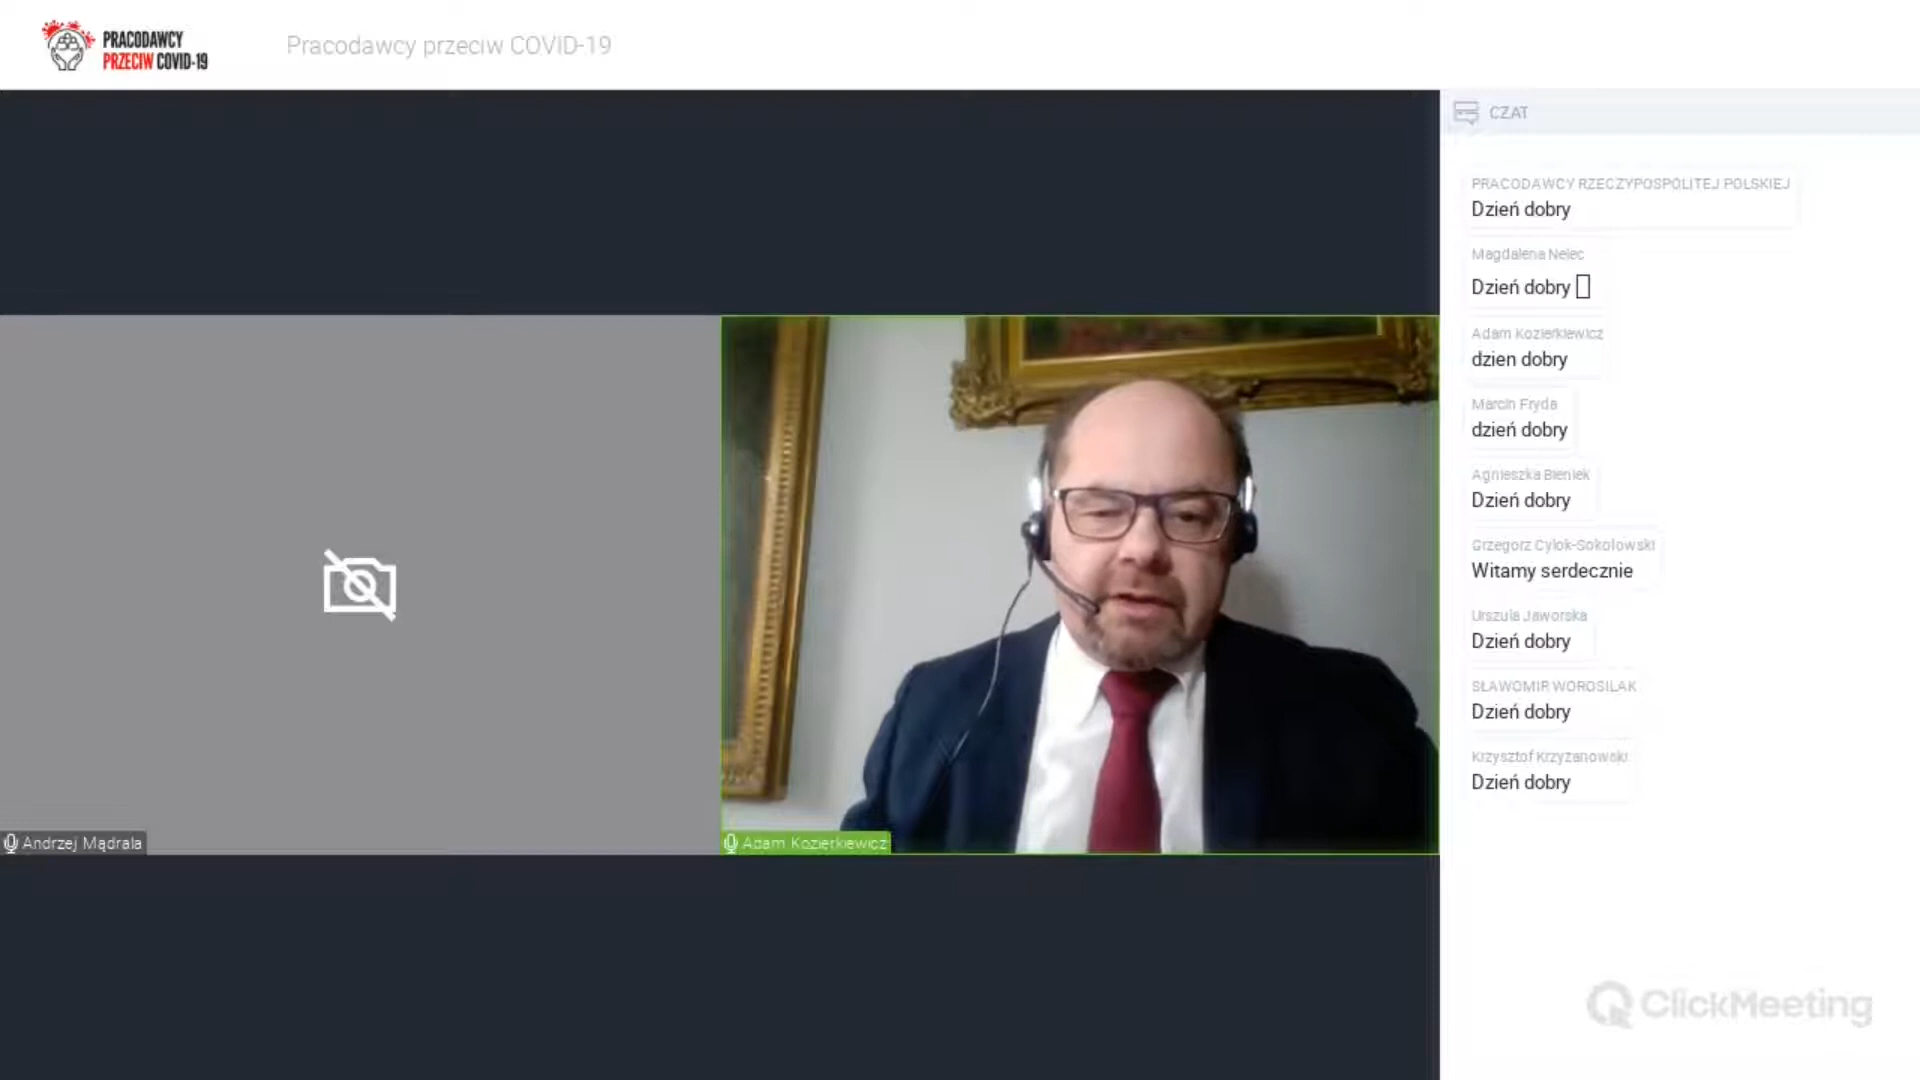 PRACODAWCY
PRZECIW COVID-19
Pracodawcy przeciw COVID-19
CZAT
PRACODAWCY RZECZYPOSPOLITEJ POLSKIEJ
Dzień dobry
Magdalena Nelec
Dzień dobry
Adam Kozierkiewicz
dzien dobry
Marcin Fryda
dzień dobry
Agnieszka Bieniek
Dzień dobry
Grzegorz Cylok-Sokołowski
Witamy serdecznie
Urszula Jaworska
Dzień dobry
SŁAWOMIR WOROSILAK
Dzień dobry
Krzysztof Krzyżanowski
Dzień dobry
Andrzej Mądrala
Adam Kozierkiewicz
ClickMeeting